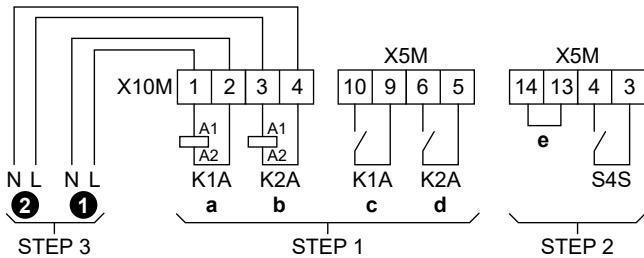 X5M X5M
X10M 1 2 3 4 10 9 6 5 14 13 4 3
A1 A1
A2 A2
e
N L N L K1A K2A K1A K2A S4S
2 1 a b c d
STEP 3 STEP 1 STEP 2